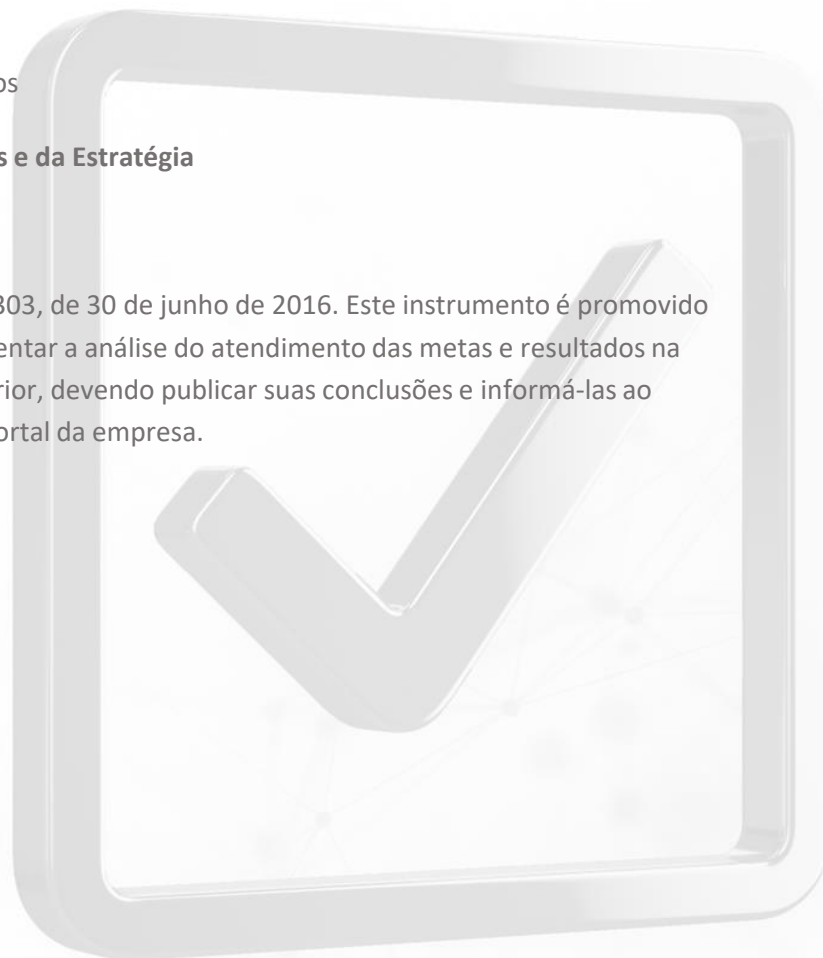 os
s e da Estratégia
303, de 30 de junho de 2016. Este instrumento é promovido
entar a análise do atendimento das metas e resultados na
rior, devendo publicar suas conclusões e informá-las ao
ortal da empresa.